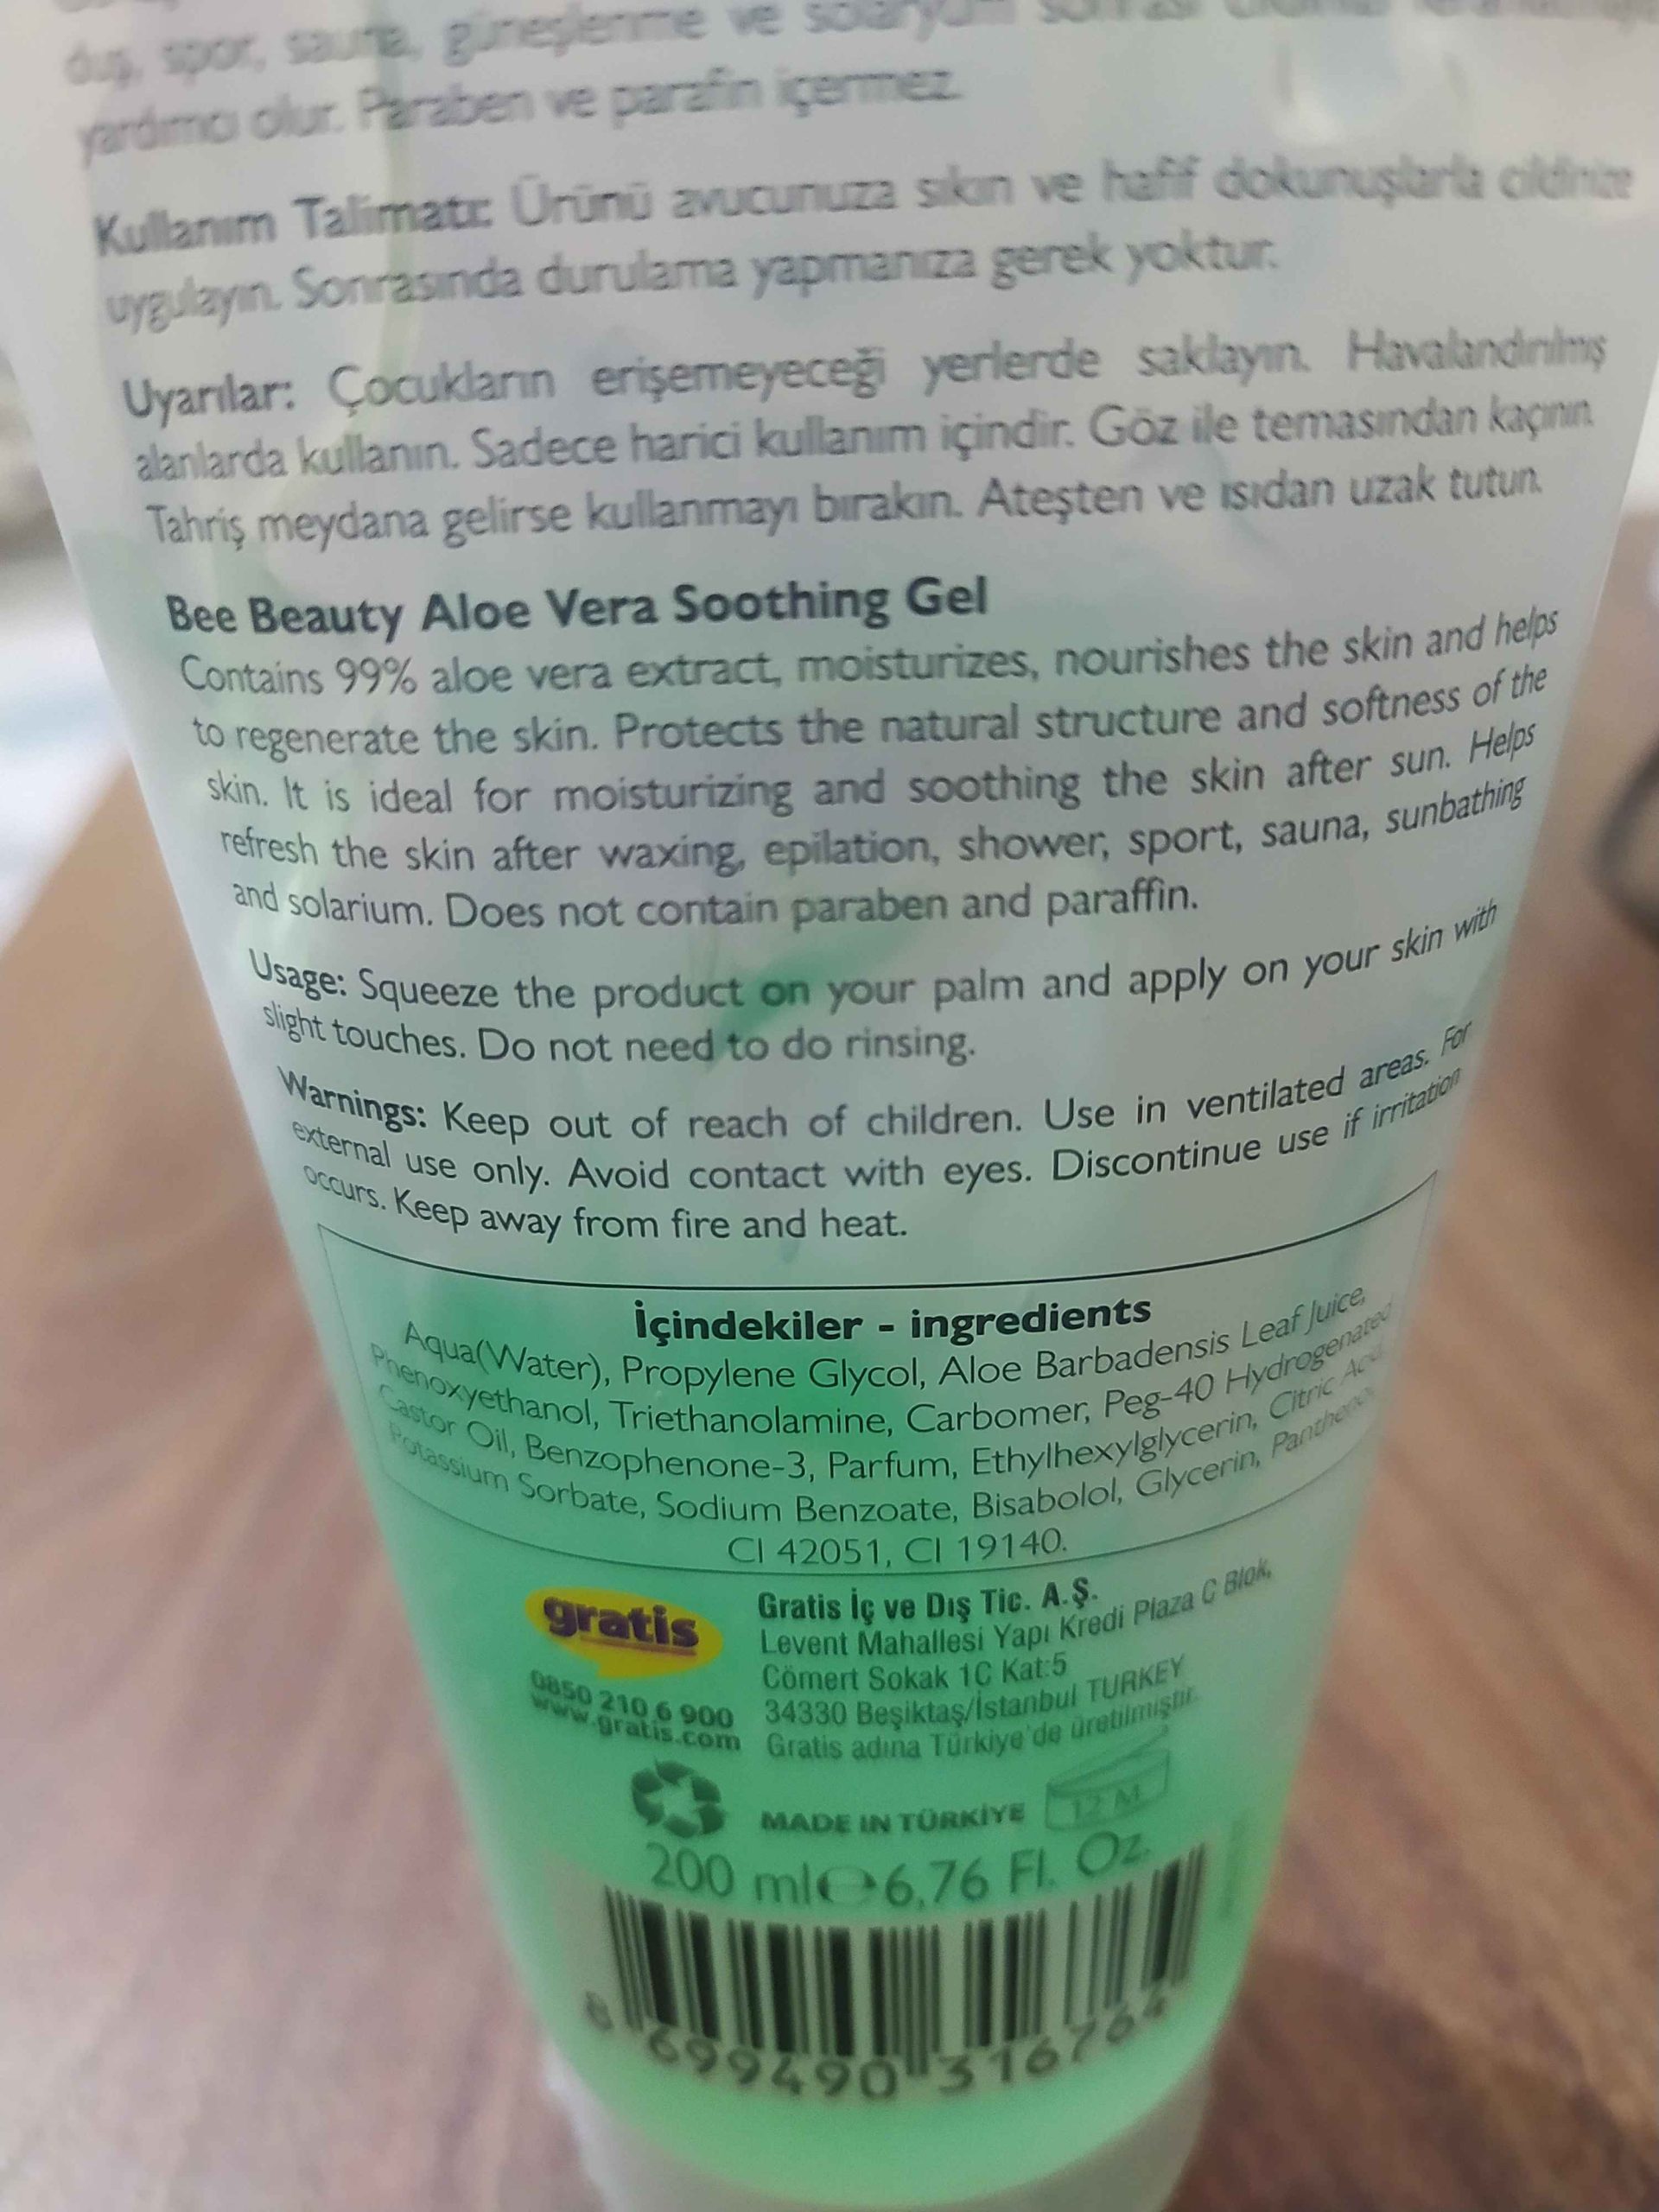 duş, spor, sauna, güneşlenme ve solaryum sonrası
yardımcı olur. Paraben ve parafin içermez.
Kullanım Talimatı: Ürünü avucunuza sıkın ve hafif dokunuşlarla cildinize
uygulayın. Sonrasında durulama yapmanıza gerek yoktur.
Uyarılar: Çocukların erişemeyeceği yerlerde saklayın. Havalandırılmış
alanlarda kullanın. Sadece harici kullanım içindir. Göz ile temasından kaçının.
Tahriş meydana gelirse kullanmayı bırakın. Ateşten ve ısıdan uzak tutun.
Bee Beauty Aloe Vera Soothing Gel
Contains 99% aloe vera extract, moisturizes, nourishes the skin and helps
to regenerate the skin. Protects the natural structure and softness of the
skin. It is ideal for moisturizing and soothing the skin after sun. Helps
refresh the skin after waxing, epilation, shower, sport, sauna, sunbathing
and solarium. Does not contain paraben and paraffin.
Usage: Squeeze the product on your palm and apply on your skin with
slight touches. Do not need to do rinsing.
Warnings: Keep out of reach of children. Use in ventilated areas. For
external use only. Avoid contact with eyes. Discontinue use if irritation
occurs. Keep away from fire and heat.
İçindekiler - ingredients
Aqua(Water), Propylene Glycol, Aloe Barbadensis Leaf Juice,
Phenoxyethanol, Triethanolamine, Carbomer, Peg-40 Hydrogenated
Castor Oil, Benzophenone-3, Parfum, Ethylhexylglycerin, Citric Acid,
Potassium Sorbate, Sodium Benzoate, Bisabolol, Glycerin, Panthenol,
CI 42051, CI 19140.
gratis
0850 210 6 900
www.gratis.com
Gratis İç ve Dış Tic. A.Ş.
Levent Mahallesi Yapı Kredi Plaza C Blok,
Cömert Sokak 1C Kat:5
34330 Beşiktaş/İstanbul TURKEY
Gratis adına Türkiye'de üretilmiştir.
MADE IN TÜRKİYE
12 M
200 ml e 6,76 Fl. Oz.
8 699490 316764